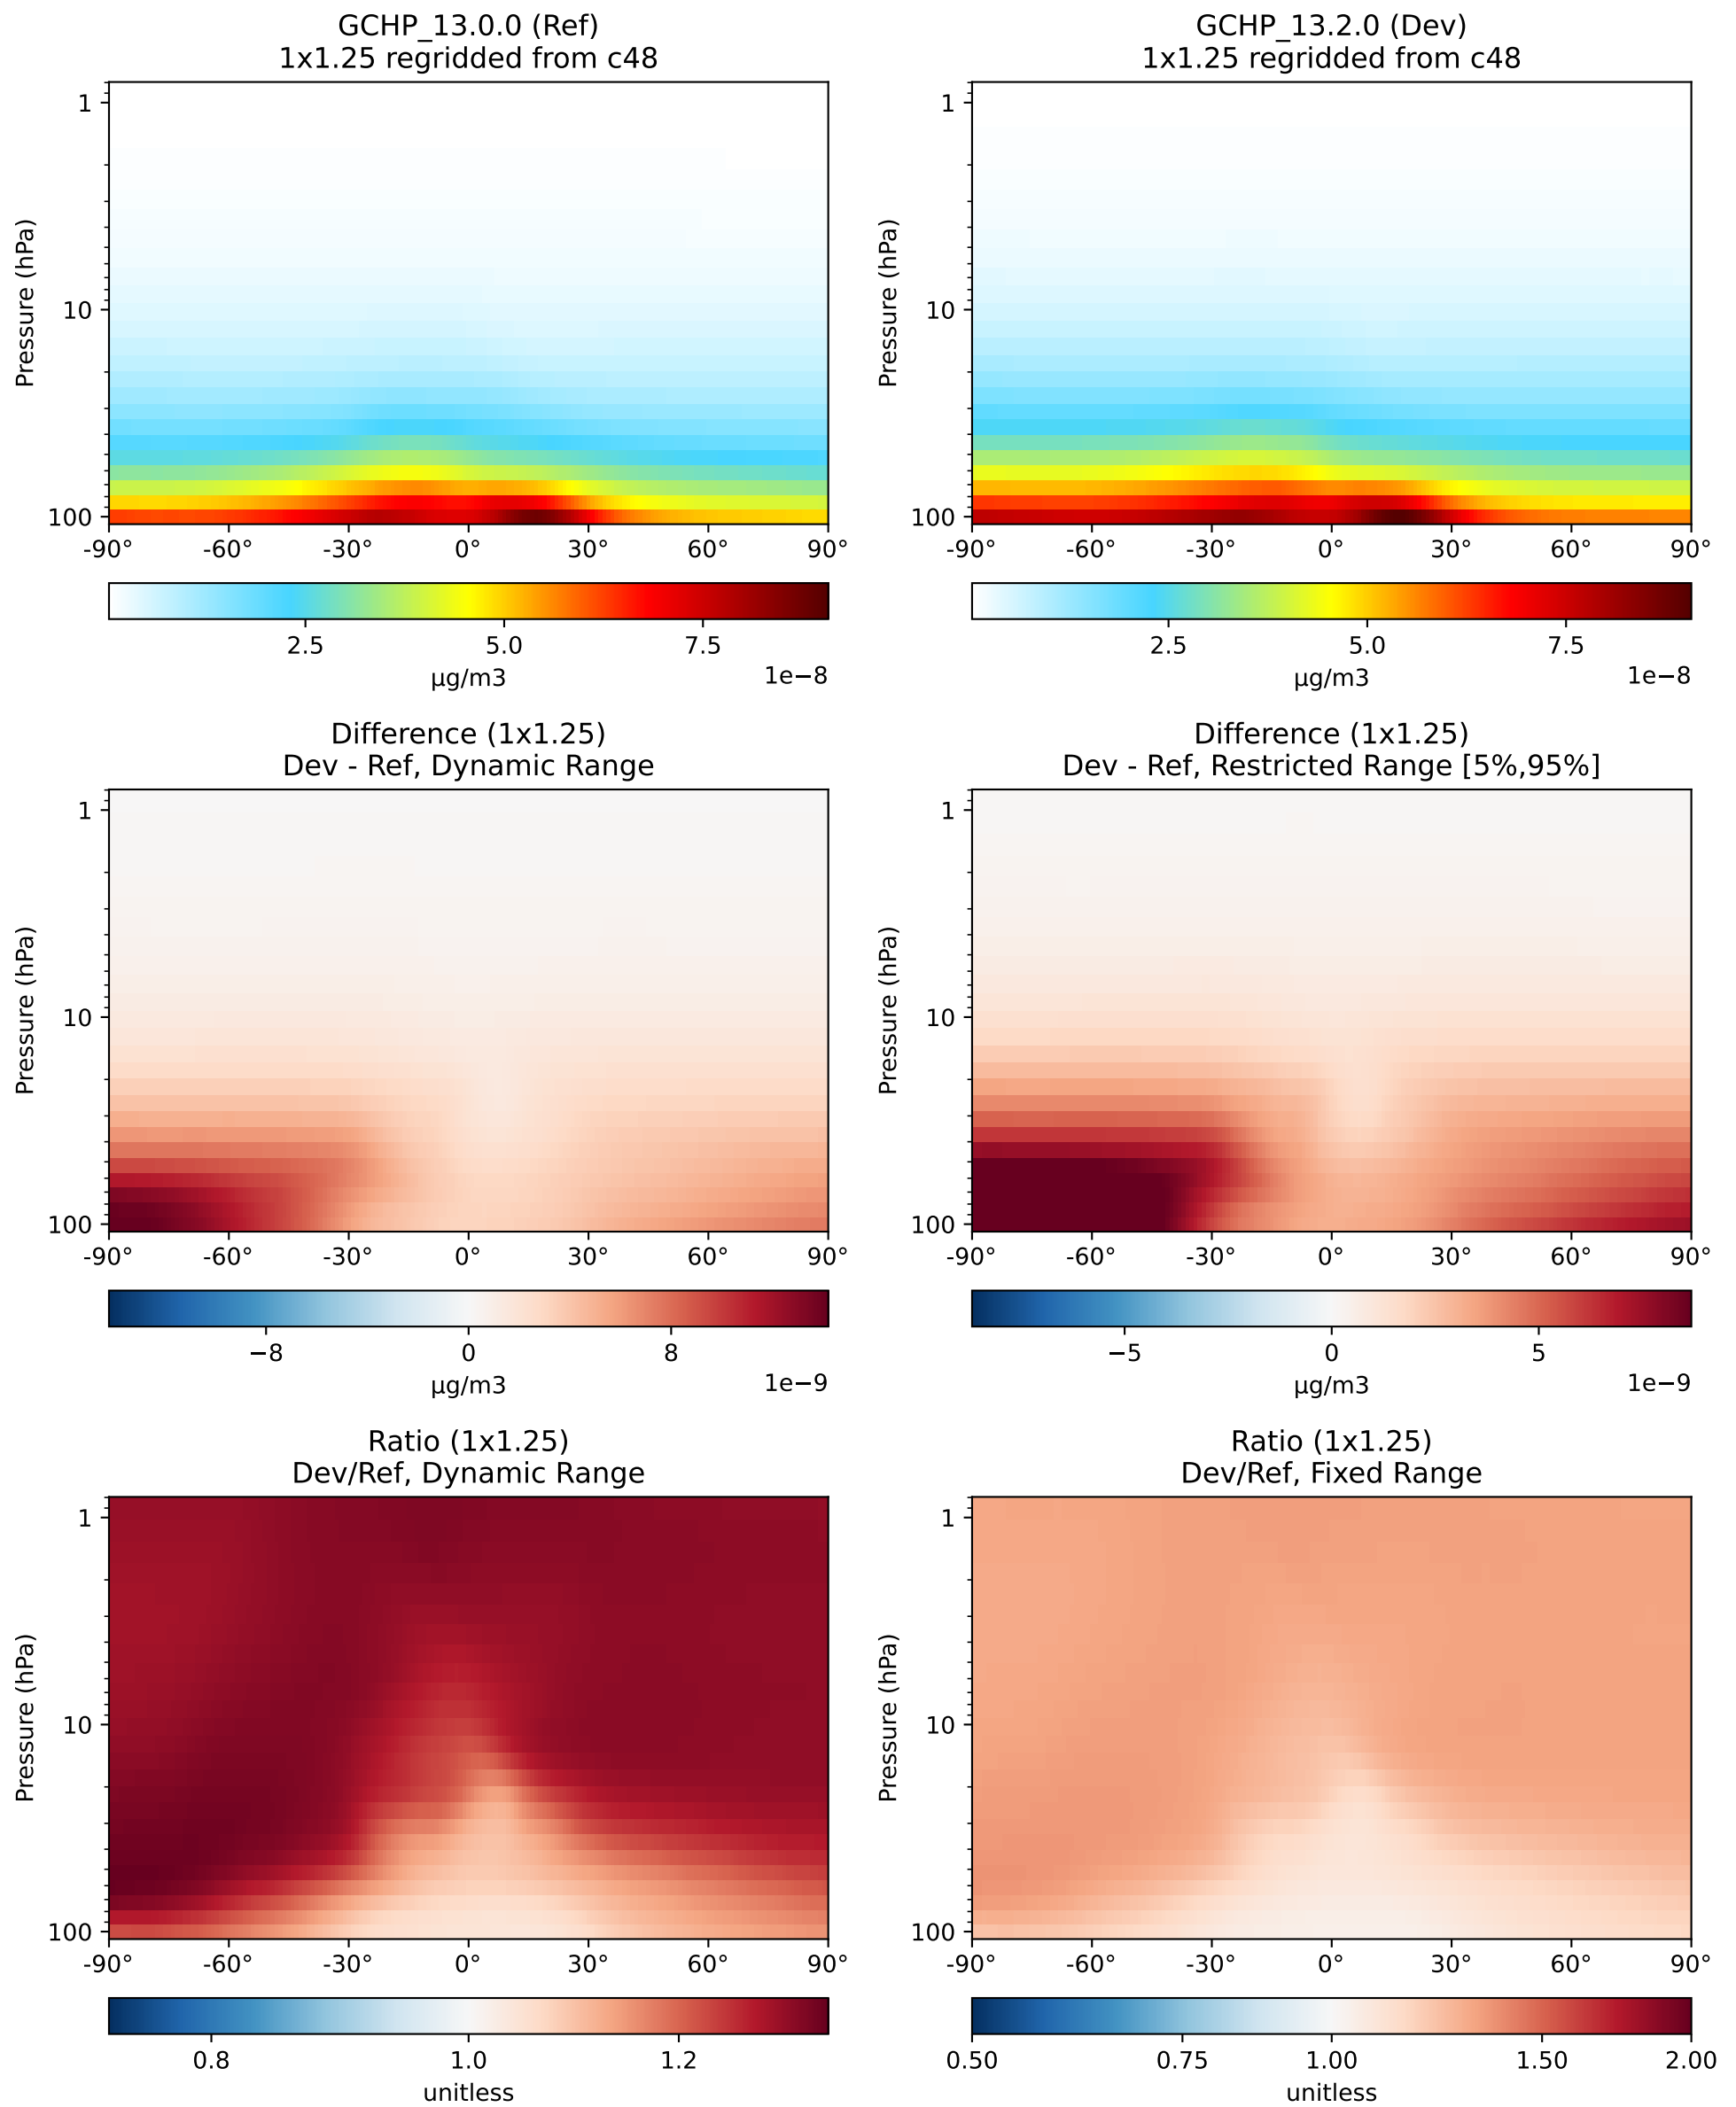 GCHP_13.0.0 (Ref)
1x1.25 regridded from c48
Pressure (hPa)
1
10
100
-90° -60° -30° 0° 30° 60° 90°
2.5 5.0 7.5
µg/m3
1e−8
GCHP_13.2.0 (Dev)
1x1.25 regridded from c48
Pressure (hPa)
1
10
100
-90° -60° -30° 0° 30° 60° 90°
2.5 5.0 7.5
µg/m3
1e−8
Difference (1x1.25)
Dev - Ref, Dynamic Range
Pressure (hPa)
1
10
100
-90° -60° -30° 0° 30° 60° 90°
−8 0 8
µg/m3
1e−9
Difference (1x1.25)
Dev - Ref, Restricted Range [5%,95%]
Pressure (hPa)
1
10
100
-90° -60° -30° 0° 30° 60° 90°
−5 0 5
µg/m3
1e−9
Ratio (1x1.25)
Dev/Ref, Dynamic Range
Pressure (hPa)
1
10
100
-90° -60° -30° 0° 30° 60° 90°
0.8 1.0 1.2
unitless
Ratio (1x1.25)
Dev/Ref, Fixed Range
Pressure (hPa)
1
10
100
-90° -60° -30° 0° 30° 60° 90°
0.50 0.75 1.00 1.50 2.00
unitless